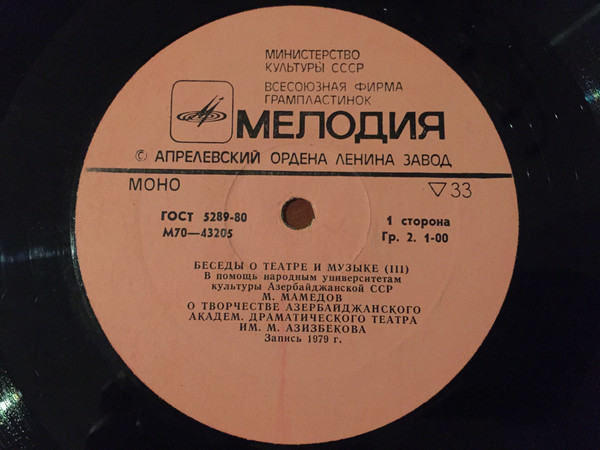 МИНИСТЕРСТВО
КУЛЬТУРЫ СССР
ВСЕСОЮЗНАЯ ФИРМА
ГРАМПЛАСТИНОК
МЕЛОДИЯ
© АПРЕЛЕВСКИЙ ОРДЕНА ЛЕНИНА ЗАВОД
МОНО ▽33
ГОСТ 5289-80 1 сторона
М70—43205 Гр. 2. 1-00
БЕСЕДЫ О ТЕАТРЕ И МУЗЫКЕ (III)
В помощь народным университетам
культуры Азербайджанской ССР
М. МАМЕДОВ
О ТВОРЧЕСТВЕ АЗЕРБАЙДЖАНСКОГО
АКАДЕМ. ДРАМАТИЧЕСКОГО ТЕАТРА
ИМ. М. АЗИЗБЕКОВА
Запись 1979 г.